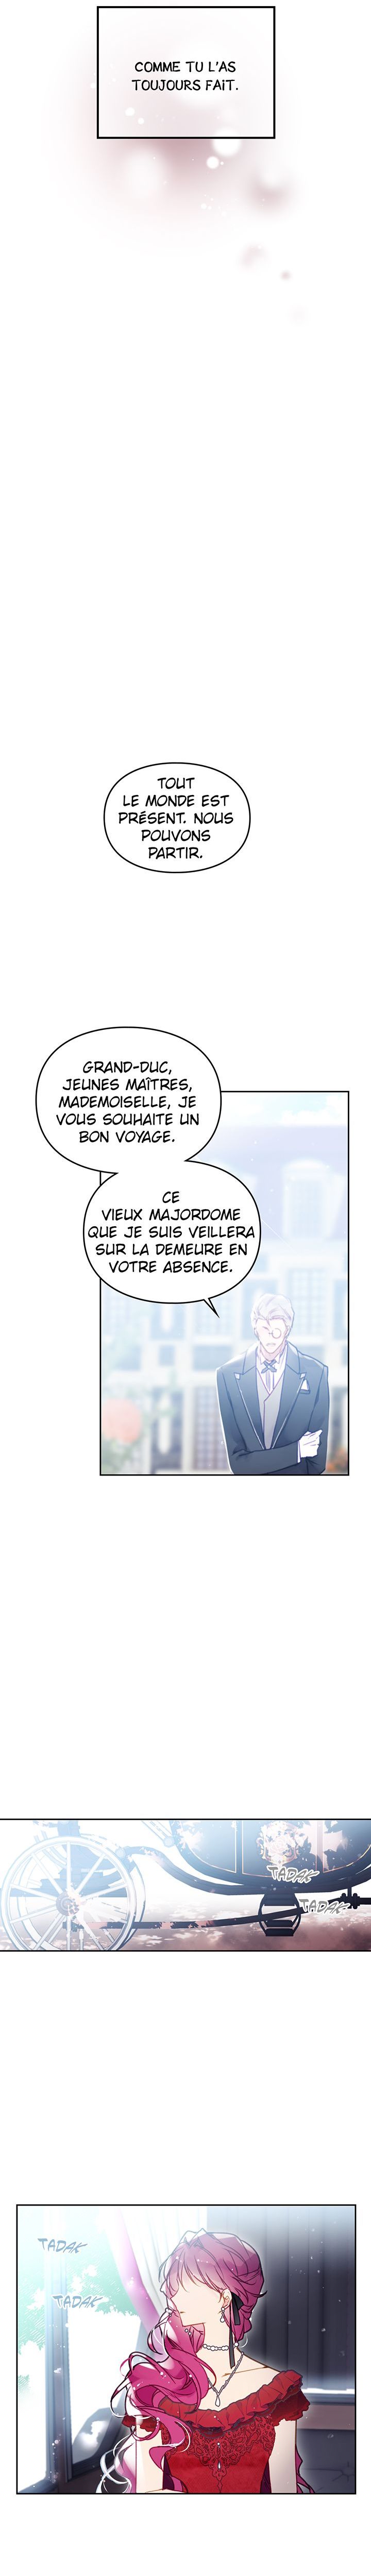 COMME TU L'AS
TOUJOURS FAIT.
TOUT
LE MONDE EST
PRÉSENT. NOUS
POUVONS
PARTIR.
GRAND-DUC,
JEUNES MAÎTRES,
MADEMOISELLE, JE
VOUS SOUHAITE UN
BON VOYAGE.
CE
VIEUX MAJORDOME
QUE JE SUIS VEILLERA
SUR LA DEMEURE EN
VOTRE ABSENCE.
TADAK
TADAK
TADAK
TADAK